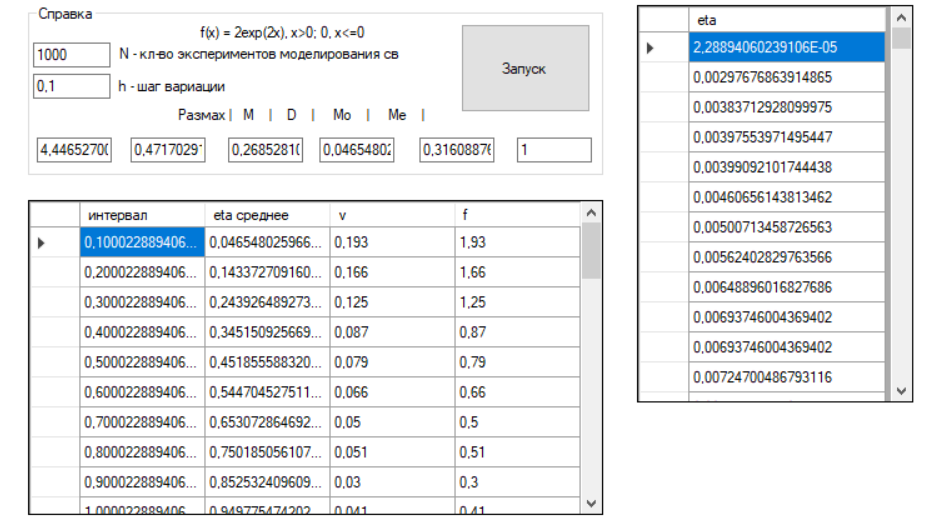 Справка
f(x) = 2exp(2x), x>0; 0, x<=0
1000 N - кл-во экспериментов моделирования св
0,1 h - шаг вариации
Запуск
Размах | M | D | Mo | Me |
4,4465270( 0,4717029 0,2685281( 0,0465480 0,3160887 1
интервал eta среднее v f
0,100022889406... 0,046548025966... 0,193 1,93
0,200022889406... 0,143372709160... 0,166 1,66
0,300022889406... 0,243926489273... 0,125 1,25
0,400022889406... 0,345150925669... 0,087 0,87
0,500022889406... 0,451855588320... 0,079 0,79
0,600022889406... 0,544704527511... 0,066 0,66
0,700022889406... 0,653072864692... 0,05 0,5
0,800022889406... 0,750185056107... 0,051 0,51
0,900022889406... 0,852532409609... 0,03 0,3
1,000022889406... 0,949775474202... 0,041 0,41
eta
2,28894060239106E-05
0,00297676863914865
0,00383712928099975
0,00397553971495447
0,00399092101744438
0,00460656143813462
0,00500713458726563
0,00562402829763566
0,00648896016827686
0,00693746004369402
0,00693746004369402
0,00724700486793116